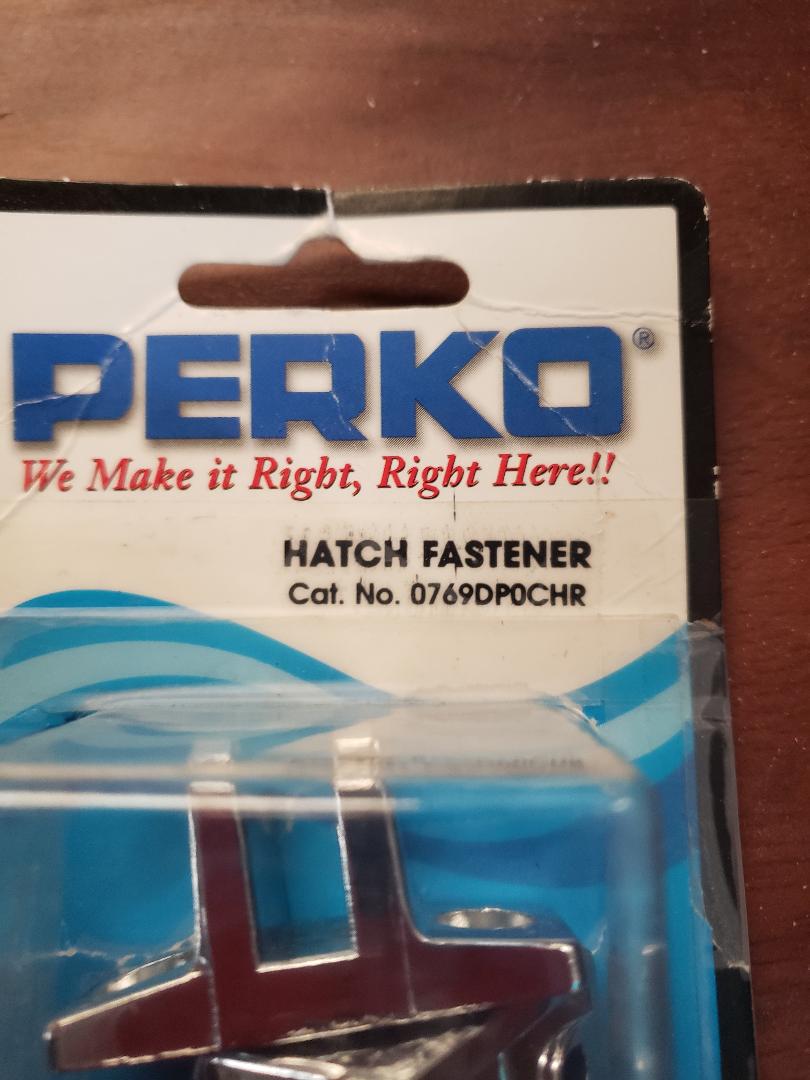 PERKO®
We Make it Right, Right Here!!
HATCH FASTENER
Cat. No. 0769DP0CHR